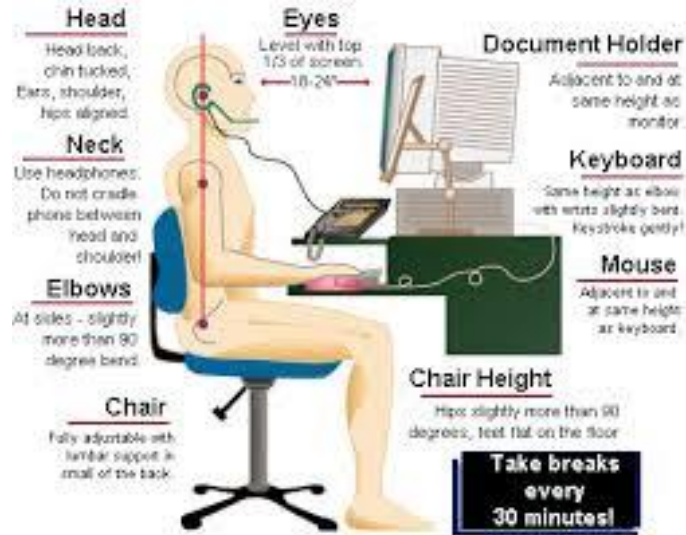 Head
Head back,
chin tucked,
Ears, shoulder,
hips aligned.
Neck
Use headphones.
Do not cradle
phone between
head and
shoulder!
Elbows
At sides - slightly
more than 90
degree bend.
Chair
Fully adjustable with
lumbar support in
small of the back.
Eyes
Level with top
1/3 of screen.
18-24"
Document Holder
Adjacent to and at
same height as
monitor
Keyboard
Same height as elbow
with wrists slightly bent.
Keystroke gently!
Mouse
Adjacent to and
at same height
as keyboard.
Chair Height
Hips slightly more than 90
degrees, feet flat on the floor
Take breaks
every
30 minutes!